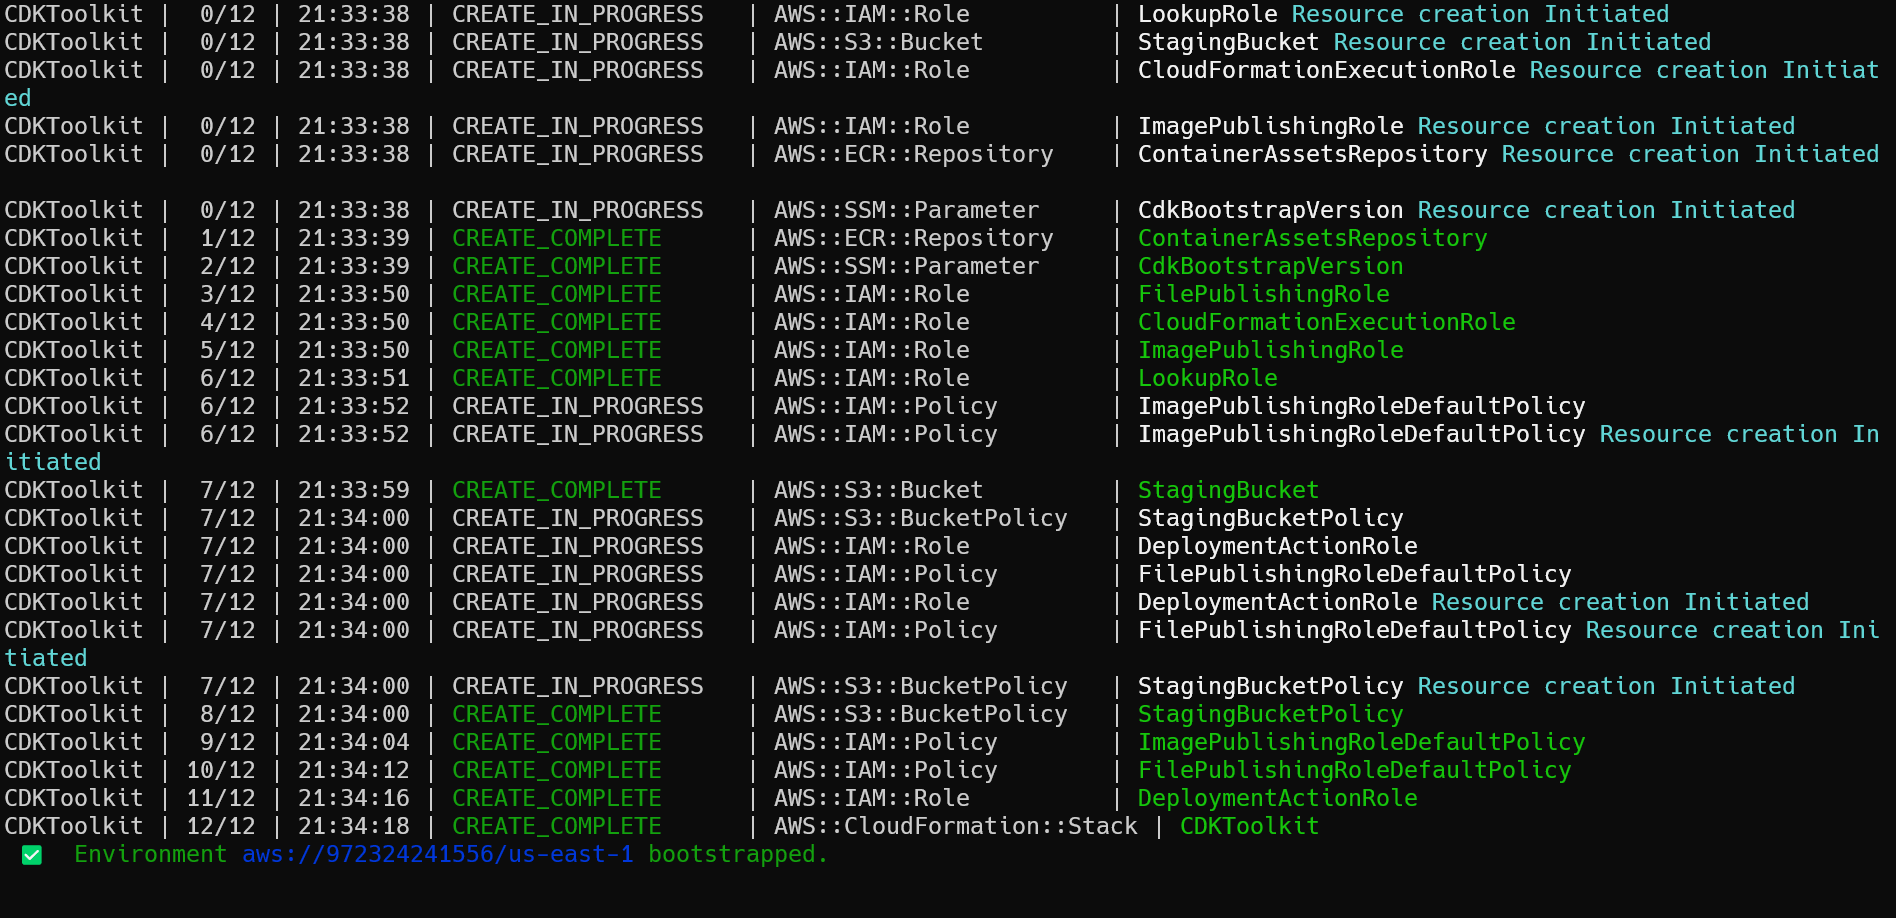 CDKToolkit |  0/12 | 21:33:38 | CREATE_IN_PROGRESS   | AWS::IAM::Role          | LookupRole Resource creation Initiated
CDKToolkit |  0/12 | 21:33:38 | CREATE_IN_PROGRESS   | AWS::S3::Bucket         | StagingBucket Resource creation Initiated
CDKToolkit |  0/12 | 21:33:38 | CREATE_IN_PROGRESS   | AWS::IAM::Role          | CloudFormationExecutionRole Resource creation Initiat
ed
CDKToolkit |  0/12 | 21:33:38 | CREATE_IN_PROGRESS   | AWS::IAM::Role          | ImagePublishingRole Resource creation Initiated
CDKToolkit |  0/12 | 21:33:38 | CREATE_IN_PROGRESS   | AWS::ECR::Repository    | ContainerAssetsRepository Resource creation Initiated
CDKToolkit |  0/12 | 21:33:38 | CREATE_IN_PROGRESS   | AWS::SSM::Parameter     | CdkBootstrapVersion Resource creation Initiated
CDKToolkit |  1/12 | 21:33:39 | CREATE_COMPLETE      | AWS::ECR::Repository    | ContainerAssetsRepository
CDKToolkit |  2/12 | 21:33:39 | CREATE_COMPLETE      | AWS::SSM::Parameter     | CdkBootstrapVersion
CDKToolkit |  3/12 | 21:33:50 | CREATE_COMPLETE      | AWS::IAM::Role          | FilePublishingRole
CDKToolkit |  4/12 | 21:33:50 | CREATE_COMPLETE      | AWS::IAM::Role          | CloudFormationExecutionRole
CDKToolkit |  5/12 | 21:33:50 | CREATE_COMPLETE      | AWS::IAM::Role          | ImagePublishingRole
CDKToolkit |  6/12 | 21:33:51 | CREATE_COMPLETE      | AWS::IAM::Role          | LookupRole
CDKToolkit |  6/12 | 21:33:52 | CREATE_IN_PROGRESS   | AWS::IAM::Policy        | ImagePublishingRoleDefaultPolicy
CDKToolkit |  6/12 | 21:33:52 | CREATE_IN_PROGRESS   | AWS::IAM::Policy        | ImagePublishingRoleDefaultPolicy Resource creation In
itiated
CDKToolkit |  7/12 | 21:33:59 | CREATE_COMPLETE      | AWS::S3::Bucket         | StagingBucket
CDKToolkit |  7/12 | 21:34:00 | CREATE_IN_PROGRESS   | AWS::S3::BucketPolicy   | StagingBucketPolicy
CDKToolkit |  7/12 | 21:34:00 | CREATE_IN_PROGRESS   | AWS::IAM::Role          | DeploymentActionRole
CDKToolkit |  7/12 | 21:34:00 | CREATE_IN_PROGRESS   | AWS::IAM::Policy        | FilePublishingRoleDefaultPolicy
CDKToolkit |  7/12 | 21:34:00 | CREATE_IN_PROGRESS   | AWS::IAM::Role          | DeploymentActionRole Resource creation Initiated
CDKToolkit |  7/12 | 21:34:00 | CREATE_IN_PROGRESS   | AWS::IAM::Policy        | FilePublishingRoleDefaultPolicy Resource creation Ini
tiated
CDKToolkit |  7/12 | 21:34:00 | CREATE_IN_PROGRESS   | AWS::S3::BucketPolicy   | StagingBucketPolicy Resource creation Initiated
CDKToolkit |  8/12 | 21:34:00 | CREATE_COMPLETE      | AWS::S3::BucketPolicy   | StagingBucketPolicy
CDKToolkit |  9/12 | 21:34:04 | CREATE_COMPLETE      | AWS::IAM::Policy        | ImagePublishingRoleDefaultPolicy
CDKToolkit | 10/12 | 21:34:12 | CREATE_COMPLETE      | AWS::IAM::Policy        | FilePublishingRoleDefaultPolicy
CDKToolkit | 11/12 | 21:34:16 | CREATE_COMPLETE      | AWS::IAM::Role          | DeploymentActionRole
CDKToolkit | 12/12 | 21:34:18 | CREATE_COMPLETE      | AWS::CloudFormation::Stack | CDKToolkit
✅  Environment aws://972324241556/us-east-1 bootstrapped.